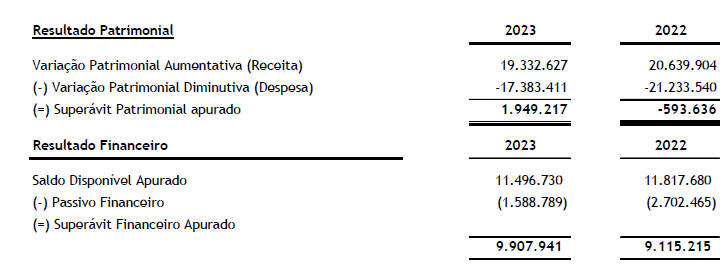 Resultado Patrimonial 2023 2022
Variação Patrimonial Aumentativa (Receita) 19.332.627 20.639.904
(-) Variação Patrimonial Diminutiva (Despesa) -17.383.411 -21.233.540
(=) Superávit Patrimonial apurado 1.949.217 -593.636
Resultado Financeiro 2023 2022
Saldo Disponível Apurado 11.496.730 11.817.680
(-) Passivo Financeiro (1.588.789) (2.702.465)
(=) Superávit Financeiro Apurado
9.907.941 9.115.215